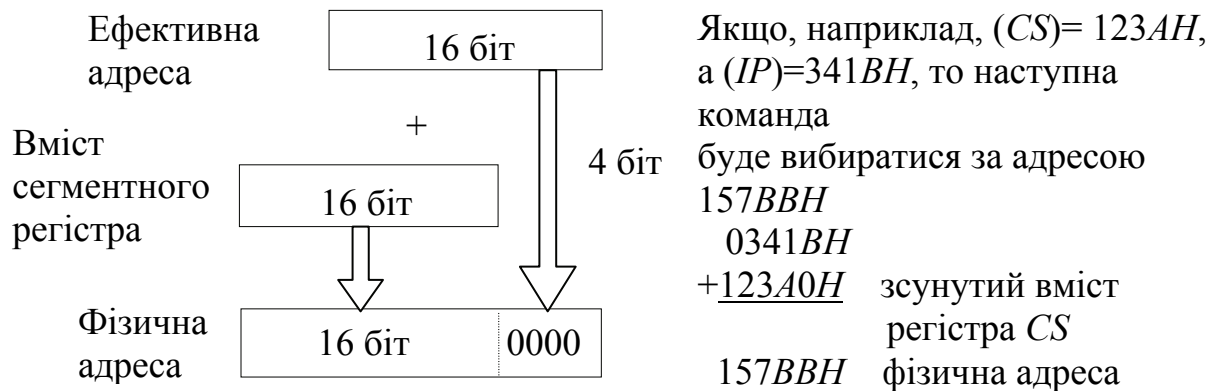 Ефективна
адреса
16 біт
+
4 біт
Вміст
сегментного
регістра
16 біт
Фізична
адреса
16 біт
0000
Якщо, наприклад, (CS)= 123AH,
а (IP)=341BH, то наступна
команда
буде вибиратися за адресою
157BBH
0341BH
+123A0H зсунутий вміст
регістра CS
157BBH фізична адреса